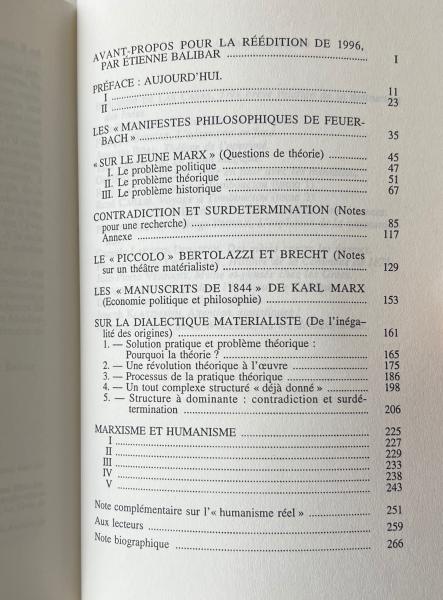 AVANT-PROPOS POUR LA RÉÉDITION DE 1996,
PAR ÉTIENNE BALIBAR ........ I
PRÉFACE : AUJOURD'HUI.
I ........ 11
II ........ 23
LES « MANIFESTES PHILOSOPHIQUES DE FEUER-
BACH » ........ 35
« SUR LE JEUNE MARX » (Questions de théorie) ........ 45
I. Le problème politique ........ 47
II. Le problème théorique ........ 51
III. Le problème historique ........ 67
CONTRADICTION ET SURDETERMINATION (Notes
pour une recherche) ........ 85
Annexe ........ 117
LE « PICCOLO » BERTOLAZZI ET BRECHT (Notes
sur un théâtre matérialiste) ........ 129
LES « MANUSCRITS DE 1844 » DE KARL MARX
(Economie politique et philosophie) ........ 153
SUR LA DIALECTIQUE MATERIALISTE (De l'inéga-
lité des origines) ........ 161
1. — Solution pratique et problème théorique :
Pourquoi la théorie ? ........ 165
2. — Une révolution théorique à l'œuvre ........ 175
3. — Processus de la pratique théorique ........ 186
4. — Un tout complexe structuré « déjà donné » ........ 198
5. — Structure à dominante : contradiction et surdé-
termination ........ 206
MARXISME ET HUMANISME ........ 225
I ........ 227
II ........ 229
III ........ 233
IV ........ 238
V ........ 243
Note complémentaire sur l'« humanisme réel » ........ 251
Aux lecteurs ........ 259
Note biographique ........ 266